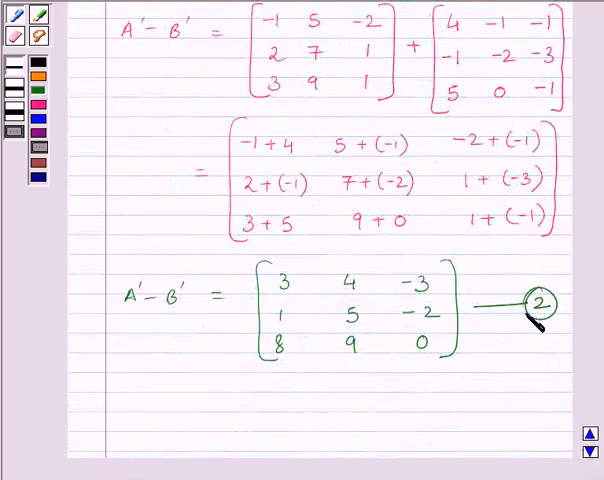 A' - B' = [ -1 5 -2 ] + [ 4 -1 -1 ]
[ 2 7 1 ] [ -1 -2 -3 ]
[ 3 9 1 ] [ 5 0 -1 ]
= [ -1+4 5+(-1) -2+(-1) ]
[ 2+(-1) 7+(-2) 1+(-3) ]
[ 3+5 9+0 1+(-1) ]
A' - B' = [ 3 4 -3 ] — 2
[ 1 5 -2 ]
[ 8 9 0 ]